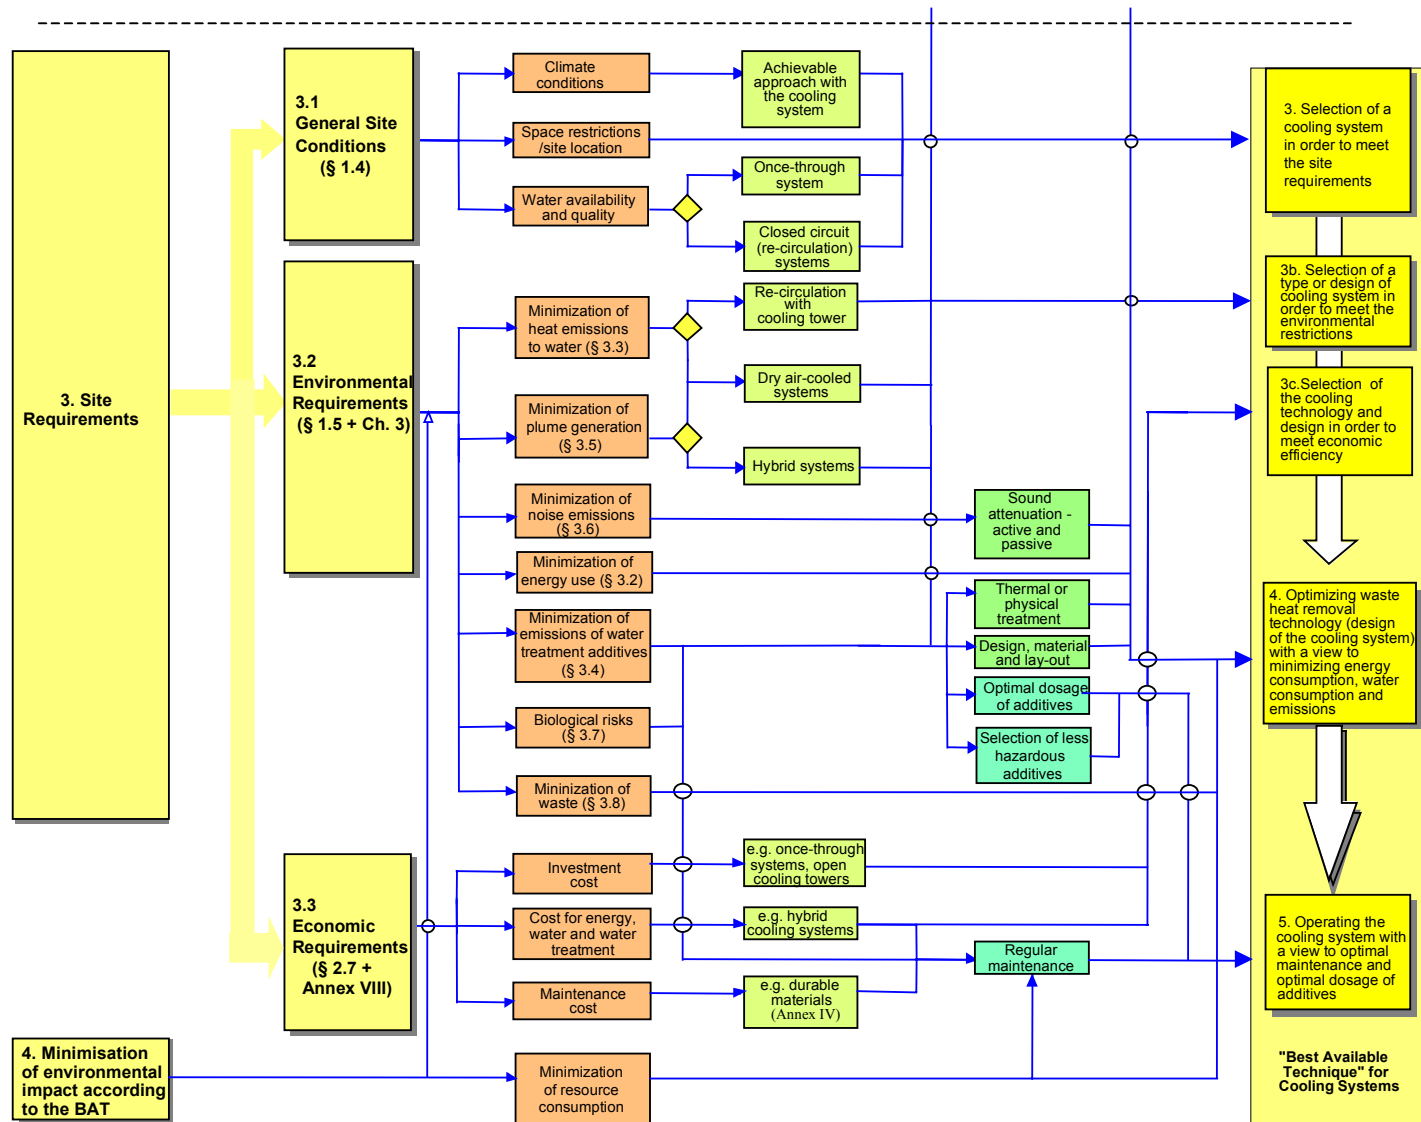 3. Site
Requirements
4. Minimisation
of environmental
impact according
to the BAT
3.1
General Site
Conditions
(§ 1.4)
3.2
Environmental
Requirements
(§ 1.5 + Ch. 3)
3.3
Economic
Requirements
(§ 2.7 +
Annex VIII)
Climate
conditions
Space restrictions
/site location
Water availability
and quality
Minimization of
heat emissions
to water (§ 3.3)
Minimization of
plume generation
(§ 3.5)
Minimization of
noise emissions
(§ 3.6)
Minimization of
energy use (§ 3.2)
Minimization of
emissions of water
treatment additives
(§ 3.4)
Biological risks
(§ 3.7)
Mininization of
waste (§ 3.8)
Investment
cost
Cost for energy,
water and water
treatment
Maintenance
cost
Minimization
of resource
consumption
Achievable
approach with
the cooling
system
Once-through
system
Closed circuit
(re-circulation)
systems
Re-circulation
with
cooling tower
Dry air-cooled
systems
Hybrid systems
e.g. once-through
systems, open
cooling towers
e.g. hybrid
cooling systems
e.g. durable
materials
(Annex IV)
Sound
attenuation -
active and
passive
Thermal or
physical
treatment
Design, material
and lay-out
Optimal dosage
of additives
Selection of less
hazardous
additives
Regular
maintenance
3. Selection of a
cooling system
in order to meet
the site
requirements
3b. Selection of a
type or design of
cooling system in
order to meet the
environmental
restrictions
3c.Selection of
the cooling
technology and
design in order to
meet economic
efficiency
4. Optimizing waste
heat removal
technology (design
of the cooling system)
with a view to
minimizing energy
consumption, water
consumption and
emissions
5. Operating the
cooling system with
a view to optimal
maintenance and
optimal dosage of
additives
"Best Available
Technique" for
Cooling Systems